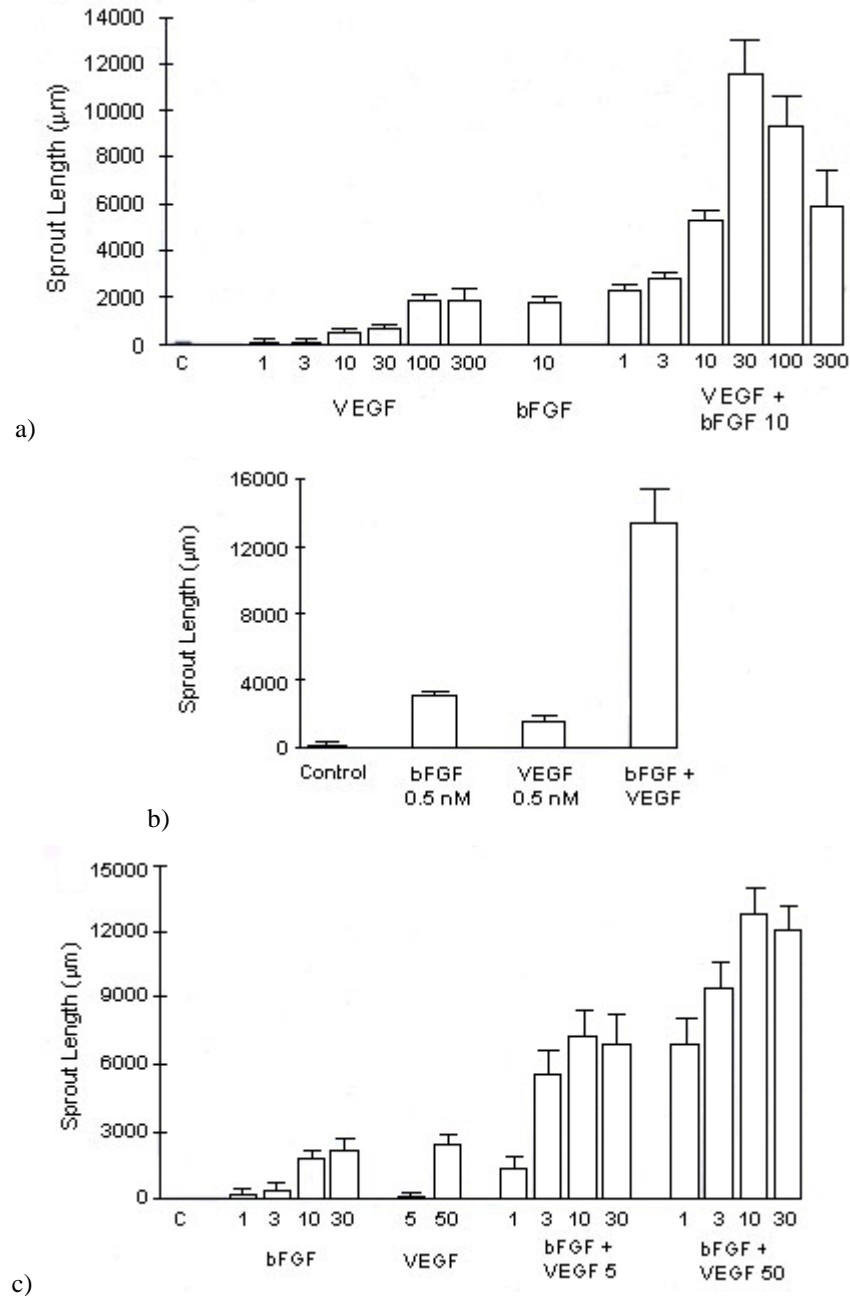 14000
12000
10000
8000
6000
4000
2000
0
Sprout Length (µm)
C 1 3 10 30 100 300 10 1 3 10 30 100 300
VEGF bFGF VEGF +
bFGF 10
a)
16000
12000
8000
4000
0
Sprout Length (µm)
Control bFGF VEGF bFGF +
0.5 nM 0.5 nM VEGF
b)
15000
12000
9000
6000
3000
0
Sprout Length (µm)
C 1 3 10 30 5 50 1 3 10 30 1 3 10 30
bFGF VEGF bFGF + bFGF +
VEGF 5 VEGF 50
c)